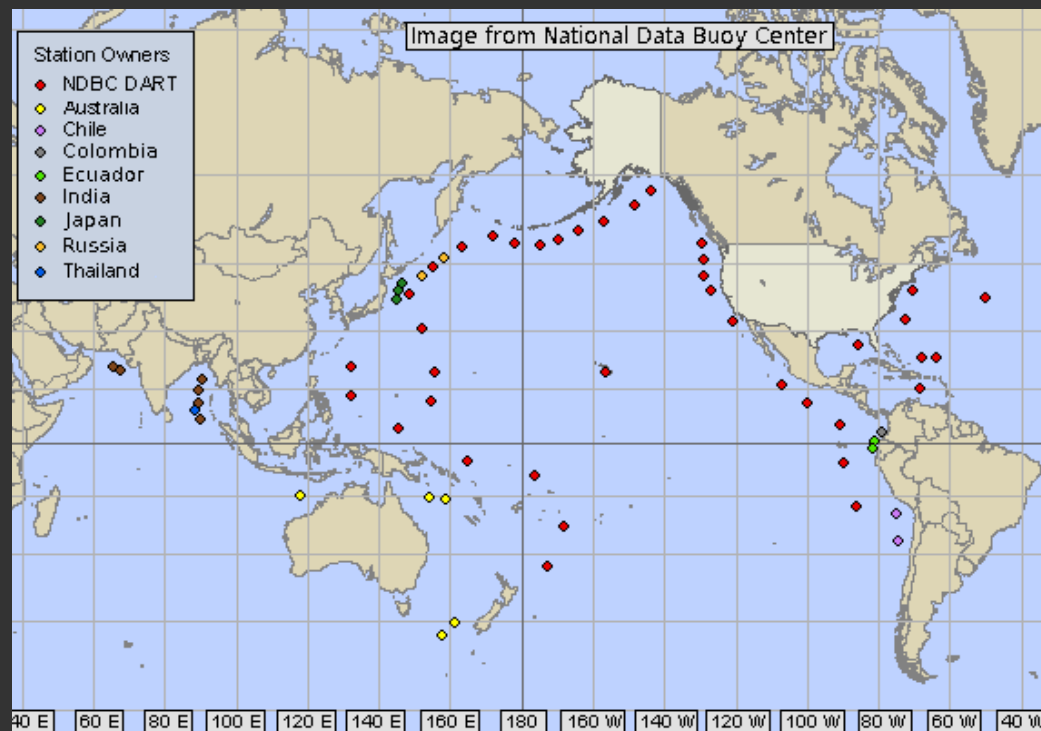 Image from National Data Buoy Center
Station Owners
NDBC DART
Australia
Chile
Colombia
Ecuador
India
Japan
Russia
Thailand
40 E 60 E 80 E 100 E 120 E 140 E 160 E 180 160 W 140 W 120 W 100 W 80 W 60 W 40 W